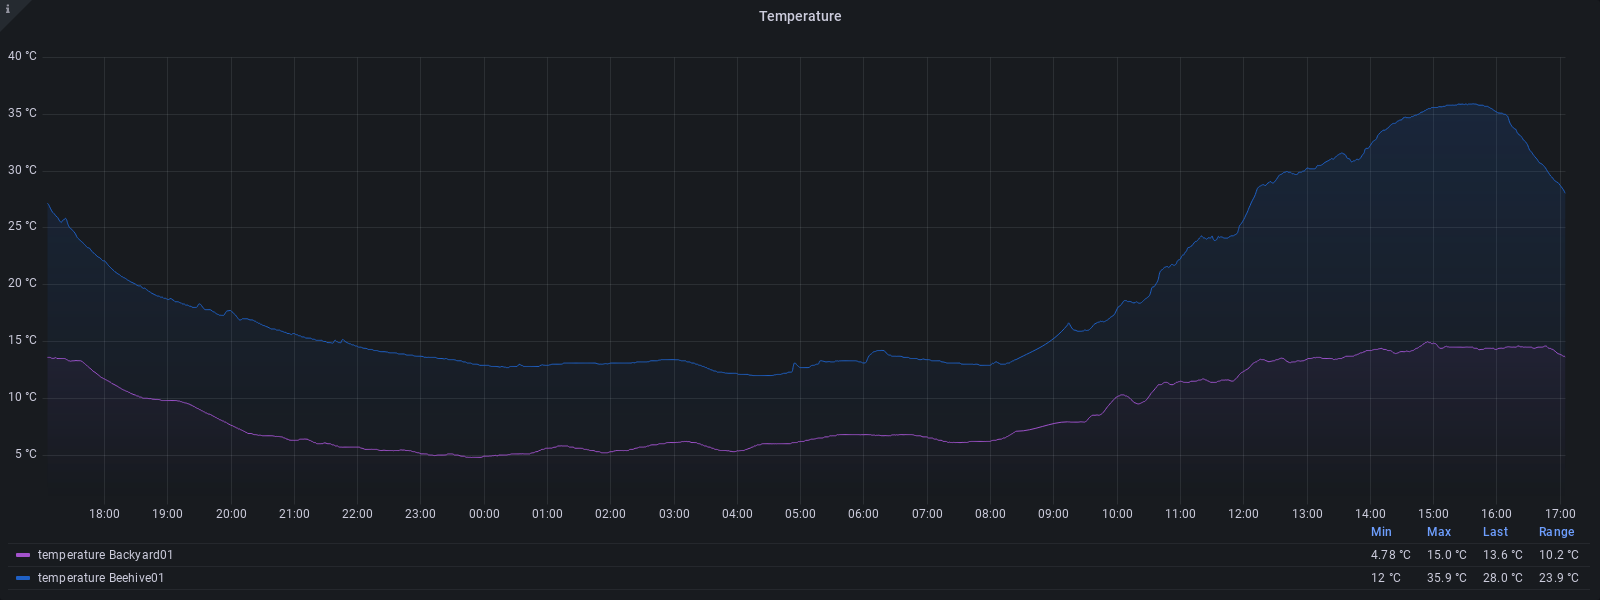 i
Temperature
40 °C
35 °C
30 °C
25 °C
20 °C
15 °C
10 °C
5 °C
18:00 19:00 20:00 21:00 22:00 23:00 00:00 01:00 02:00 03:00 04:00 05:00 06:00 07:00 08:00 09:00 10:00 11:00 12:00 13:00 14:00 15:00 16:00 17:00
Min Max Last Range
temperature Backyard01 4.78 °C 15.0 °C 13.6 °C 10.2 °C
temperature Beehive01 12 °C 35.9 °C 28.0 °C 23.9 °C